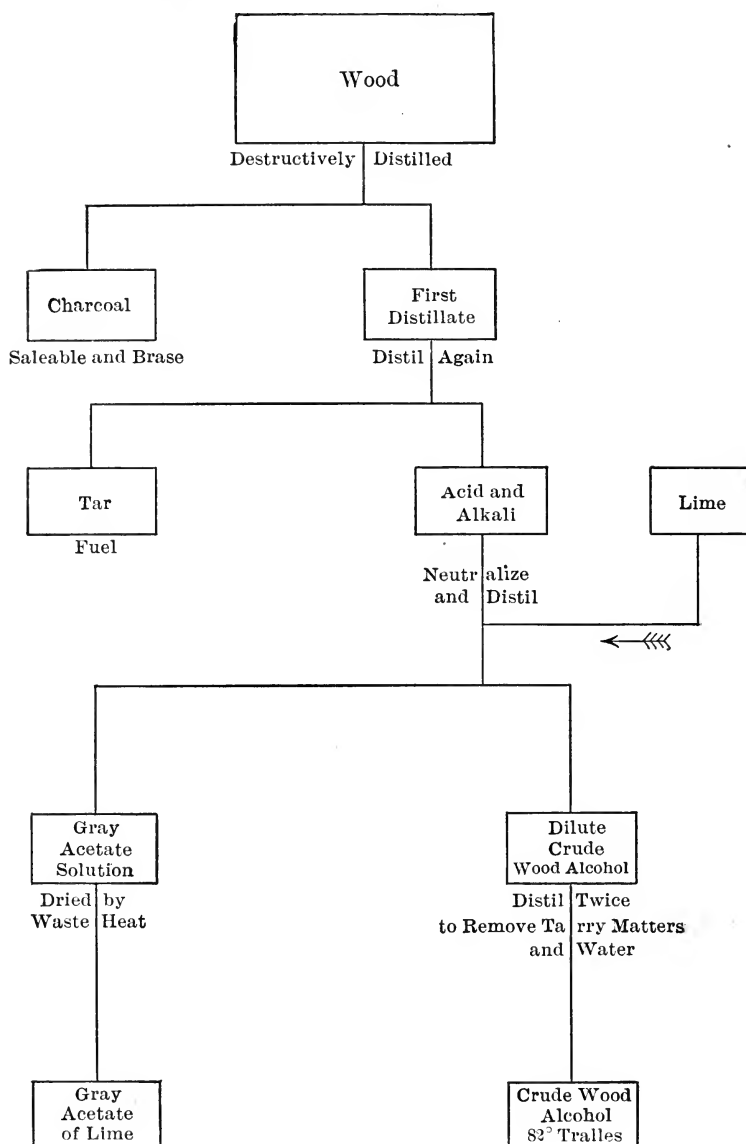 Wood
Destructively Distilled
Charcoal
First
Distillate
Saleable and Brase
Distil Again
Tar
Acid and
Alkali
Lime
Fuel
Neutralize
and Distil
Gray
Acetate
Solution
Dilute
Crude
Wood Alcohol
Dried by
Waste Heat
Distil Twice
to Remove Tarry Matters
and Water
Gray
Acetate
of Lime
Crude Wood
Alcohol
82° Tralles